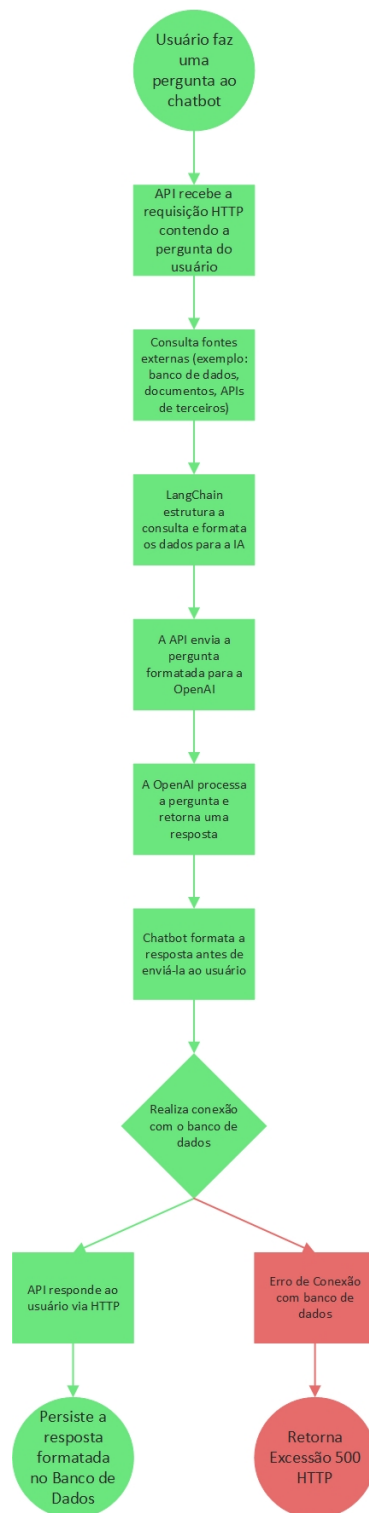 Usuário faz
uma
pergunta ao
chatbot
API recebe a
requisição HTTP
contendo a
pergunta do
usuário
Consulta fontes
externas (exemplo:
banco de dados,
documentos, APIs
de terceiros)
LangChain
estrutura a
consulta e formata
os dados para a IA
A API envia a
pergunta
formatada para a
OpenAI
A OpenAI processa
a pergunta e
retorna uma
resposta
Chatbot formata a
resposta antes de
enviá-la ao usuário
Realiza conexão
com o banco de
dados
API responde ao
usuário via HTTP
Erro de Conexão
com banco de
dados
Persiste a
resposta
formatada
no Banco de
Dados
Retorna
Excessão 500
HTTP